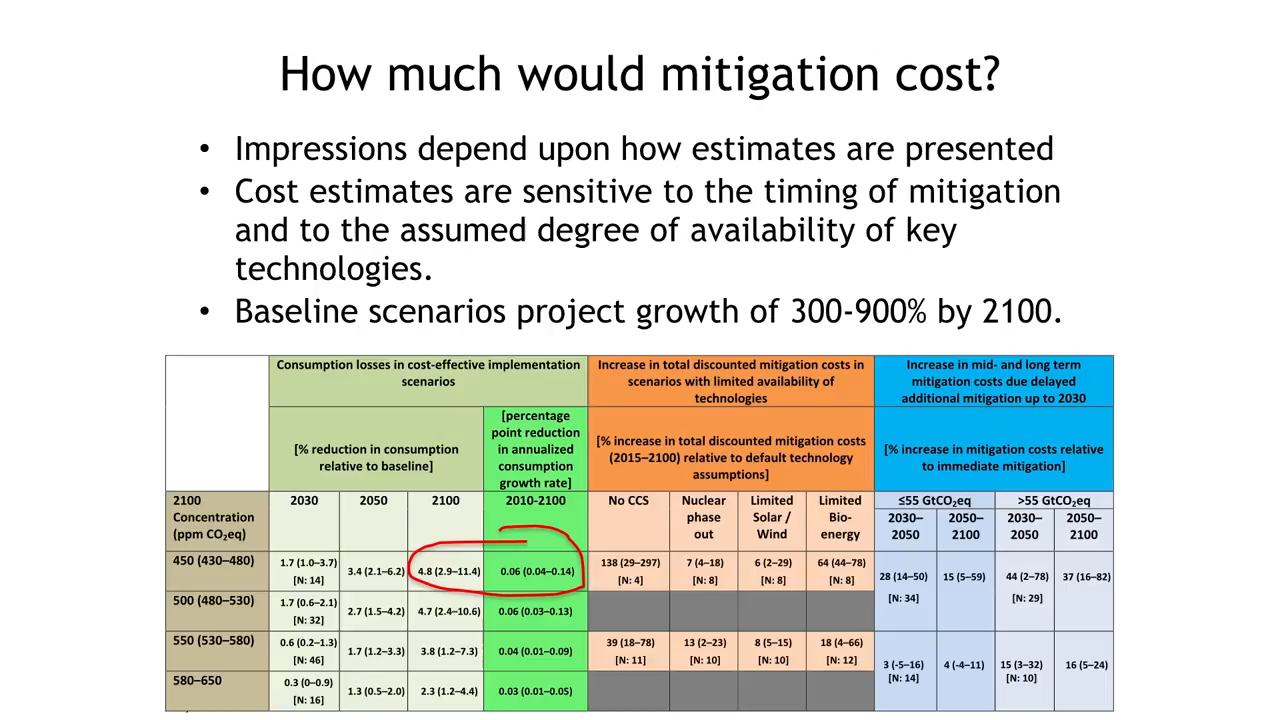 How much would mitigation cost?
• Impressions depend upon how estimates are presented
• Cost estimates are sensitive to the timing of mitigation
and to the assumed degree of availability of key
technologies.
• Baseline scenarios project growth of 300-900% by 2100.
Consumption losses in cost-effective implementation
scenarios
Increase in total discounted mitigation costs in
scenarios with limited availability of
technologies
Increase in mid- and long term
mitigation costs due delayed
additional mitigation up to 2030
[% reduction in consumption
relative to baseline]
[percentage
point reduction
in annualized
consumption
growth rate]
[% increase in total discounted mitigation costs
(2015–2100) relative to default technology
assumptions]
[% increase in mitigation costs relative
to immediate mitigation]
2100
Concentration
(ppm CO₂eq)
2030
2050
2100
2010-2100
No CCS
Nuclear
phase
out
Limited
Solar /
Wind
Limited
Bio-
energy
≤55 GtCO₂eq
>55 GtCO₂eq
2030–
2050
2050–
2100
2030–
2050
2050–
2100
450 (430–480)
1.7 (1.0–3.7)
[N: 14]
3.4 (2.1–6.2)
4.8 (2.9–11.4)
0.06 (0.04–0.14)
138 (29–297)
[N: 4]
7 (4–18)
[N: 8]
6 (2–29)
[N: 8]
64 (44–78)
[N: 8]
28 (14–50)
[N: 34]
15 (5–59)
44 (2–78)
[N: 29]
37 (16–82)
500 (480–530)
1.7 (0.6–2.1)
[N: 32]
2.7 (1.5–4.2)
4.7 (2.4–10.6)
0.06 (0.03–0.13)
550 (530–580)
0.6 (0.2–1.3)
[N: 46]
1.7 (1.2–3.3)
3.8 (1.2–7.3)
0.04 (0.01–0.09)
39 (18–78)
[N: 11]
13 (2–23)
[N: 10]
8 (5–15)
[N: 10]
18 (4–66)
[N: 12]
3 (-5–16)
[N: 14]
4 (-4–11)
15 (3–32)
[N: 10]
16 (5–24)
580–650
0.3 (0–0.9)
[N: 16]
1.3 (0.5–2.0)
2.3 (1.2–4.4)
0.03 (0.01–0.05)